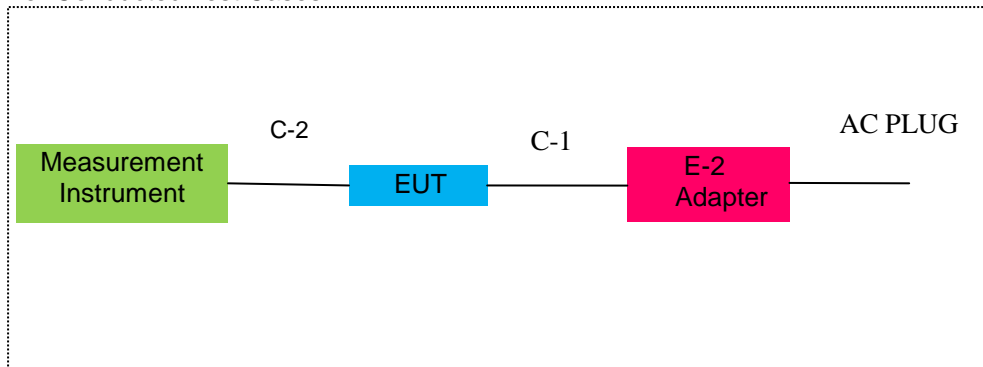 C-2
C-1
AC PLUG
Measurement
Instrument
EUT
E-2
Adapter